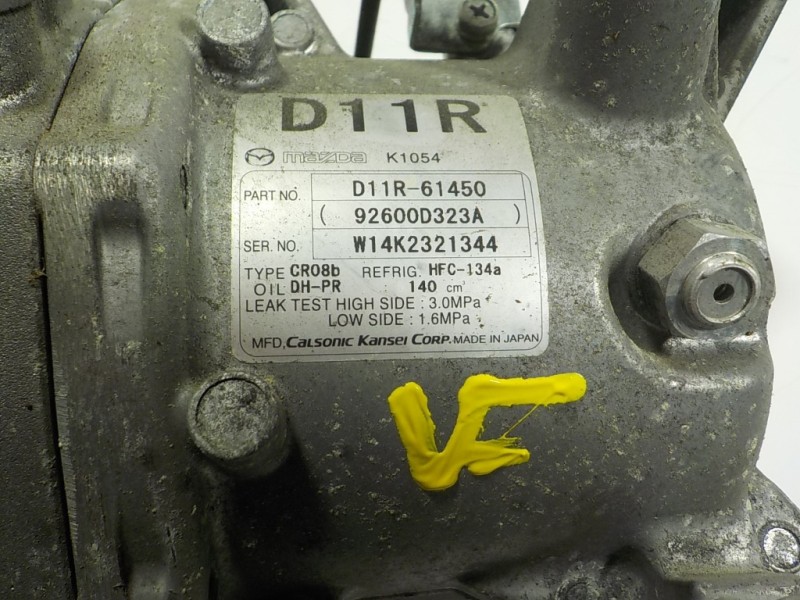 D11R
mazda K1054
PART NO. D11R-61450
( 92600D323A )
SER. NO. W14K2321344
TYPE CR08b REFRIG. HFC-134a
OIL DH-PR : 140 cm³
LEAK TEST HIGH SIDE : 3.0MPa
LOW SIDE : 1.6MPa
MFD. CALSONIC KANSEI CORP. MADE IN JAPAN